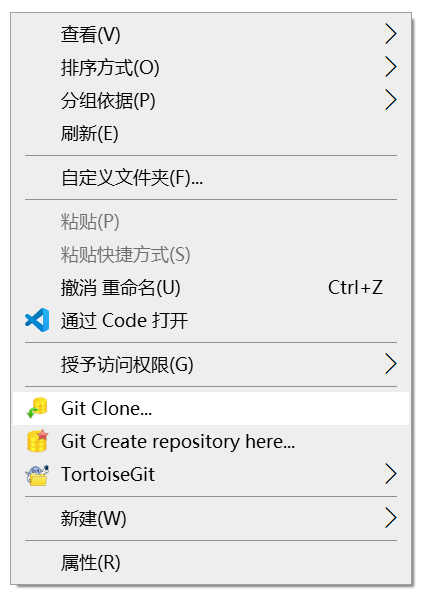 查看(V)
排序方式(O)
分组依据(P)
刷新(E)
自定义文件夹(F)...
粘贴(P)
粘贴快捷方式(S)
撤消 重命名(U) Ctrl+Z
通过 Code 打开
授予访问权限(G)
Git Clone...
Git Create repository here...
TortoiseGit
新建(W)
属性(R)